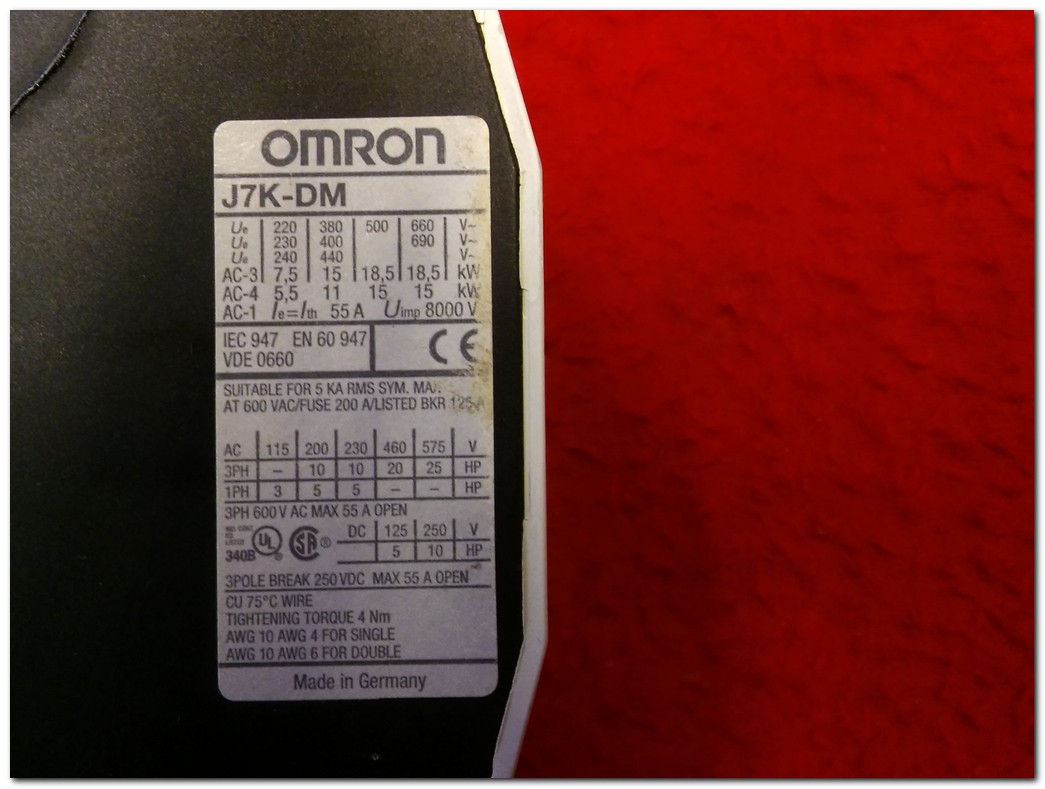 OMRON
J7K-DM
Ue 220 380 500 660 V~
Ue 230 400 690 V~
Ue 240 440 V~
AC-3 7,5 15 18,5 18,5 kW
AC-4 5,5 11 15 15 kW
AC-1 Ie=Ith 55 A Uimp 8000 V
IEC 947 EN 60 947
VDE 0660
CE
SUITABLE FOR 5 KA RMS SYM. MAX.
AT 600 VAC/FUSE 200 A/LISTED BKR 125 A
AC 115 200 230 460 575 V
3PH – 10 10 20 25 HP
1PH 3 5 5 – – HP
3PH 600 V AC MAX 55 A OPEN
LISTED
340B UL ® SA ® DC 125 250 V
5 10 HP
3POLE BREAK 250 VDC MAX 55 A OPEN
CU 75°C WIRE
TIGHTENING TORQUE 4 Nm
AWG 10 AWG 4 FOR SINGLE
AWG 10 AWG 6 FOR DOUBLE
Made in Germany